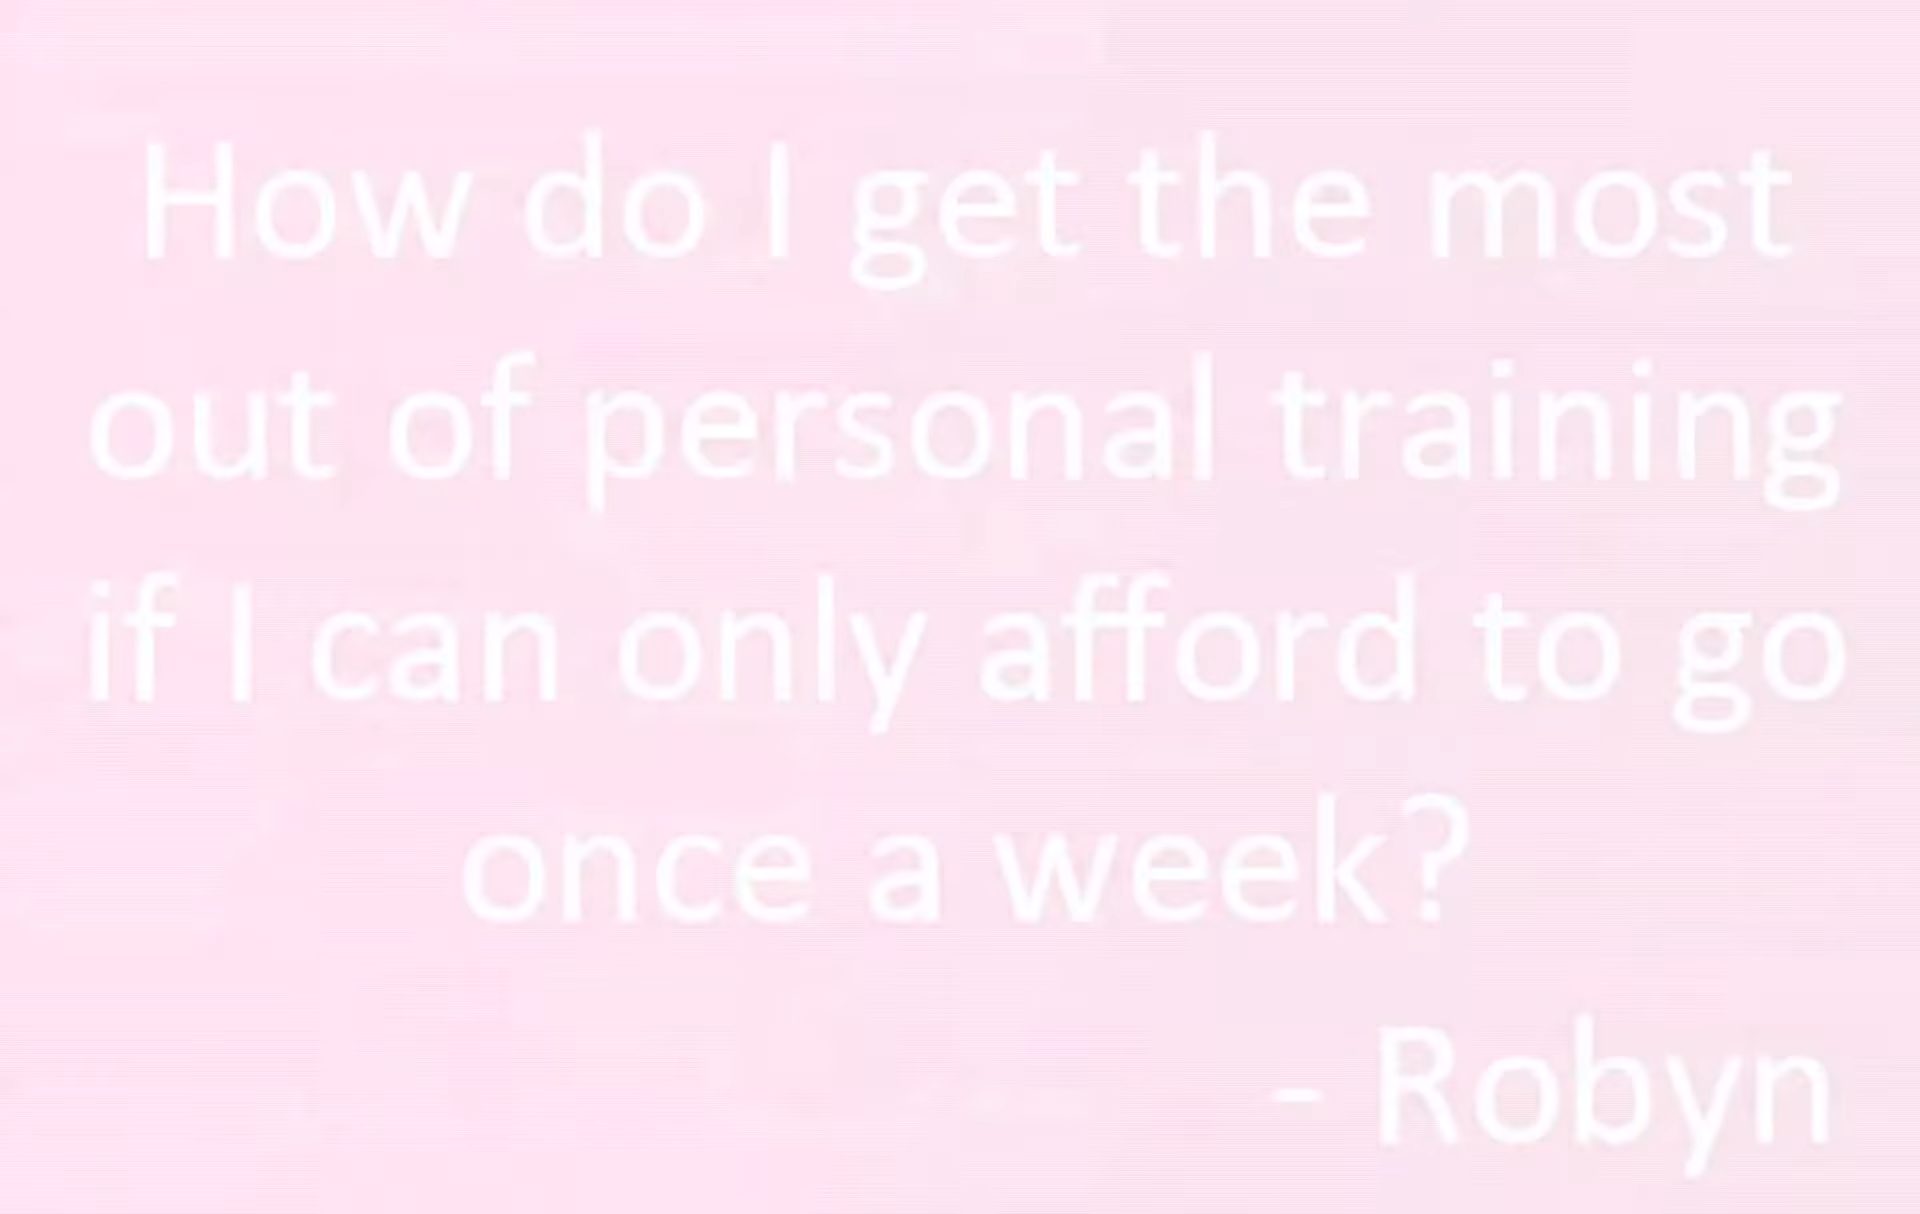 How do I get the most
out of personal training
if I can only afford to go
once a week?
- Robyn